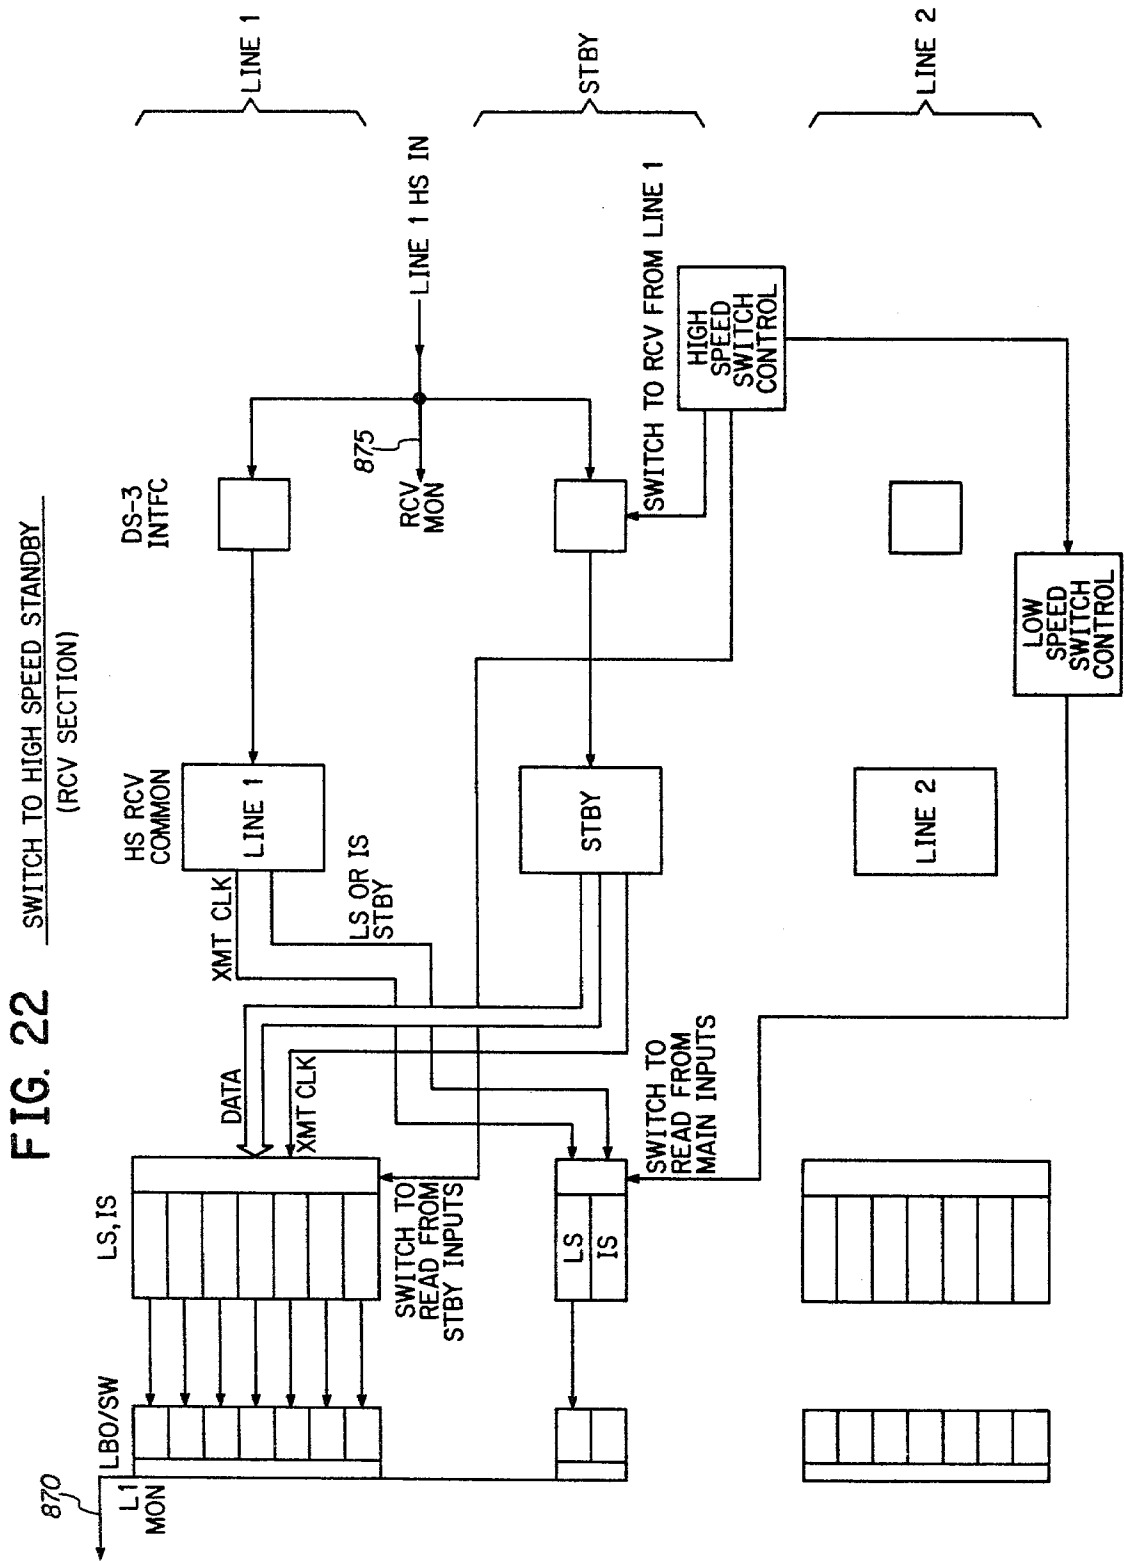 FIG. 22
SWITCH TO HIGH SPEED STANDBY
(RCV SECTION)
870
L1
MON
LBO/SW
LS,IS
DATA
XMT CLK
XMT CLK
HS RCV
COMMON
LINE 1
DS-3
INTFC
LINE 1
875
RCV
MON
LINE 1 HS IN
LS OR IS
STBY
SWITCH TO
READ FROM
STBY INPUTS
LS
IS
STBY
STBY
SWITCH TO RCV FROM LINE 1
HIGH
SPEED
SWITCH
CONTROL
SWITCH TO
READ FROM
MAIN INPUTS
LINE 2
LINE 2
LOW
SPEED
SWITCH
CONTROL